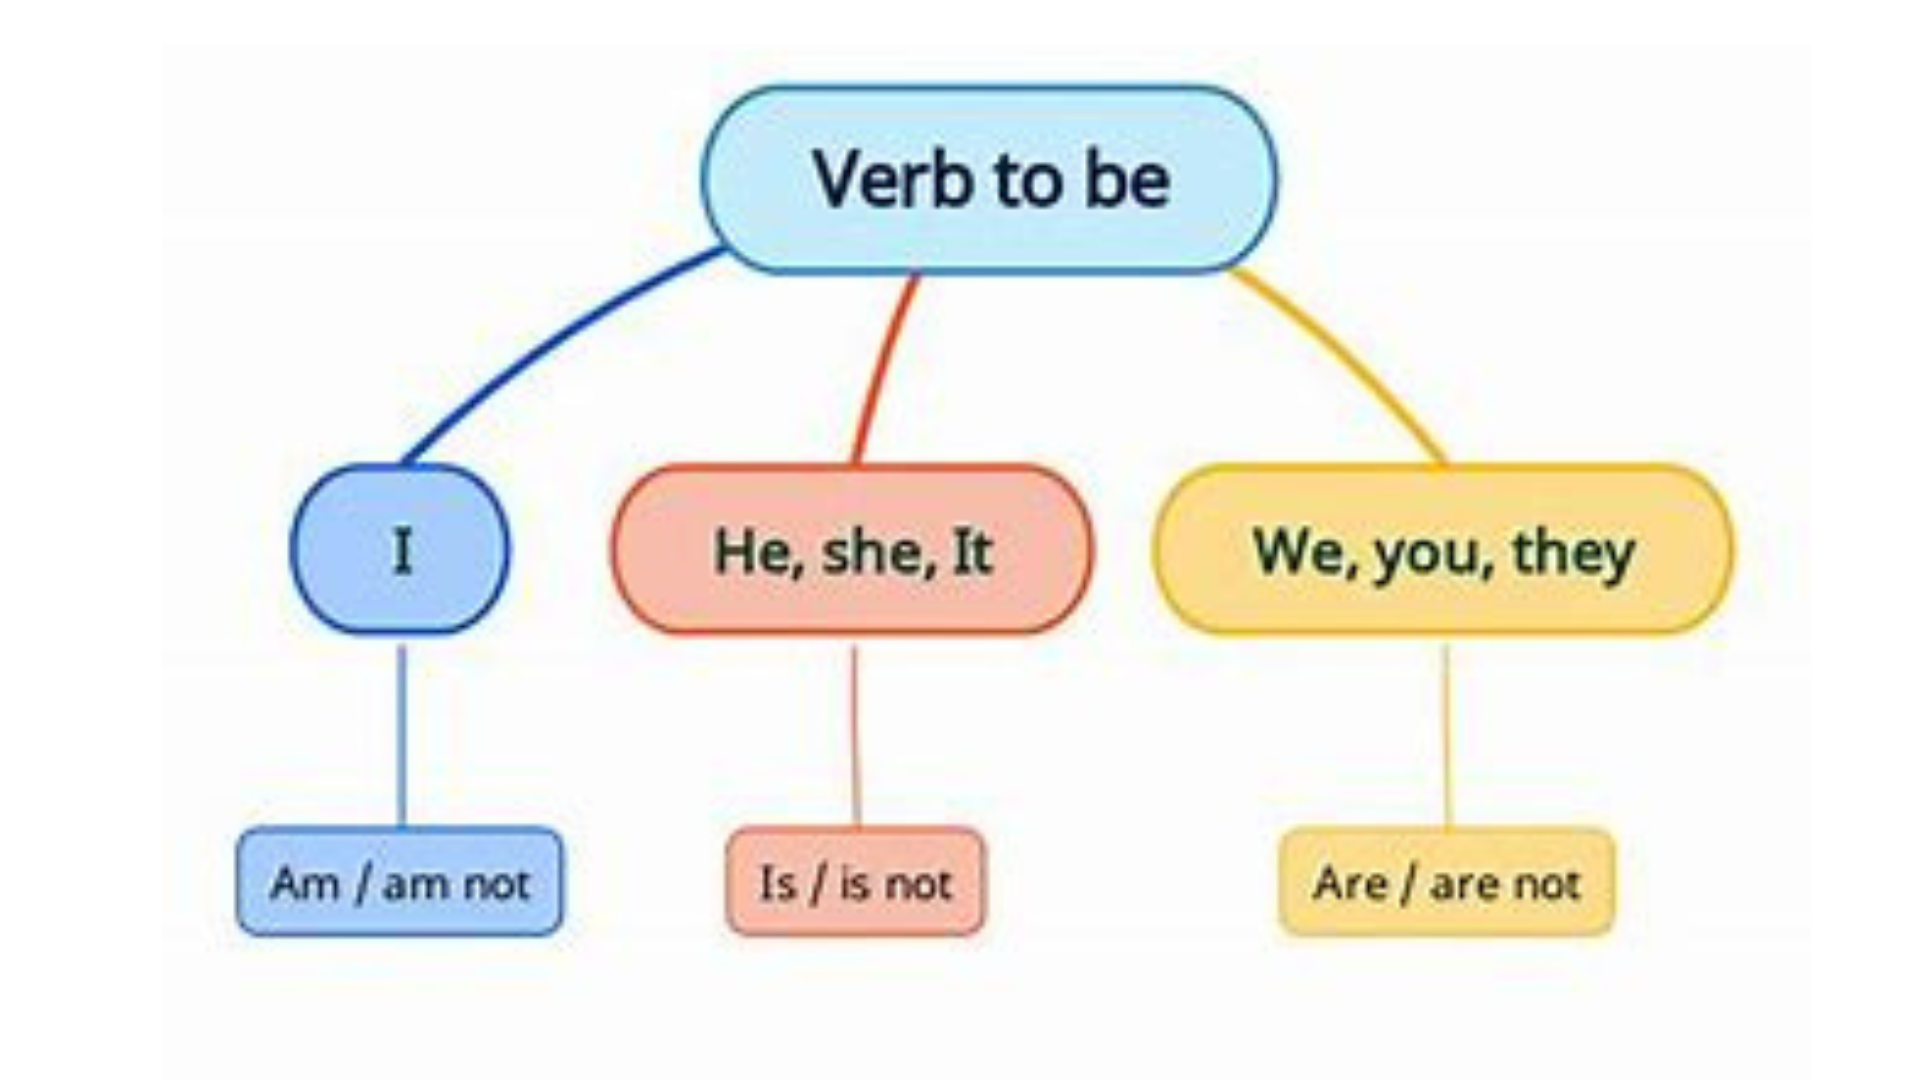 Verb to be
I
He, she, It
We, you, they
Am / am not
Is / is not
Are / are not